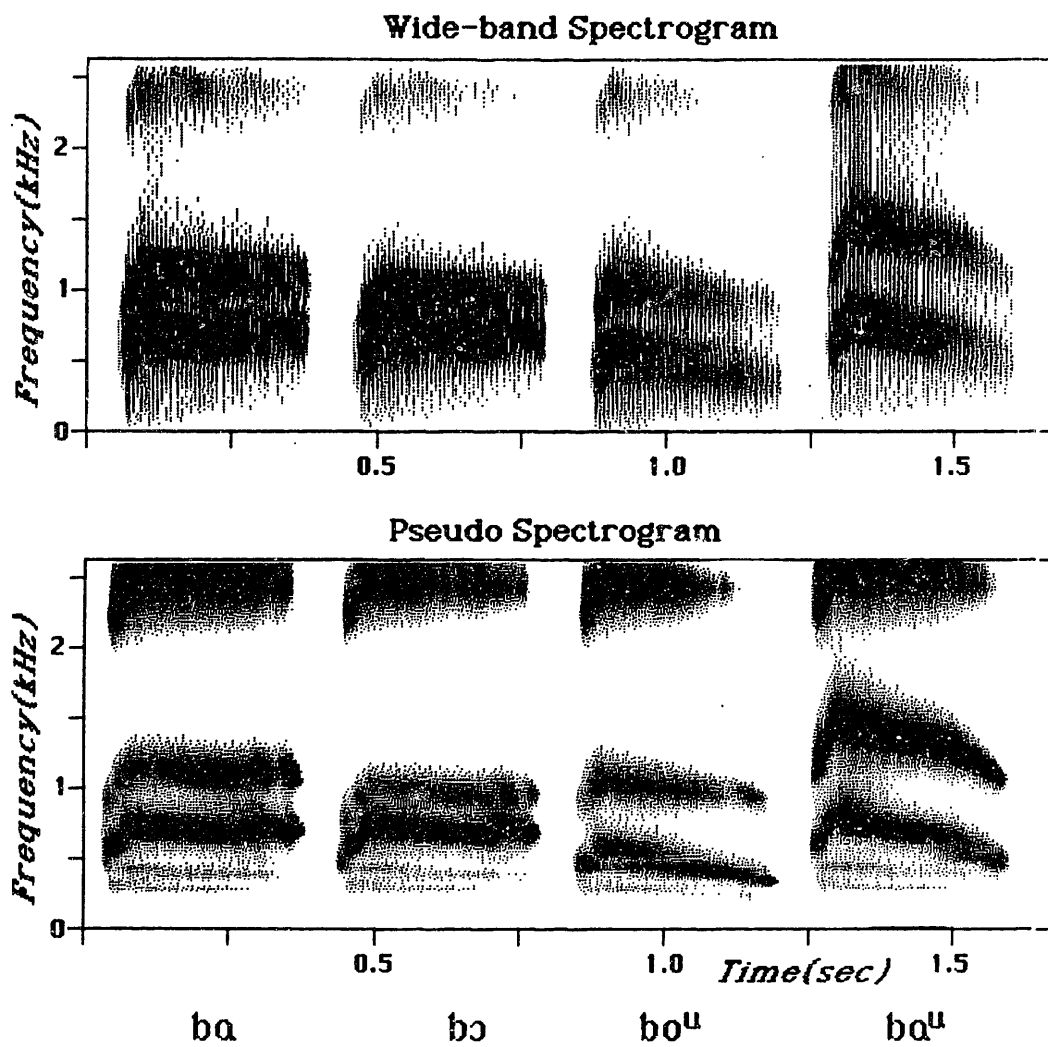 Wide-band Spectrogram
Frequency(kHz)
2
1
0
0.5 1.0 1.5
Pseudo Spectrogram
Frequency(kHz)
2
1
0
0.5 1.0 Time(sec) 1.5
bɑ bɔ boᵘ bɑᵘ